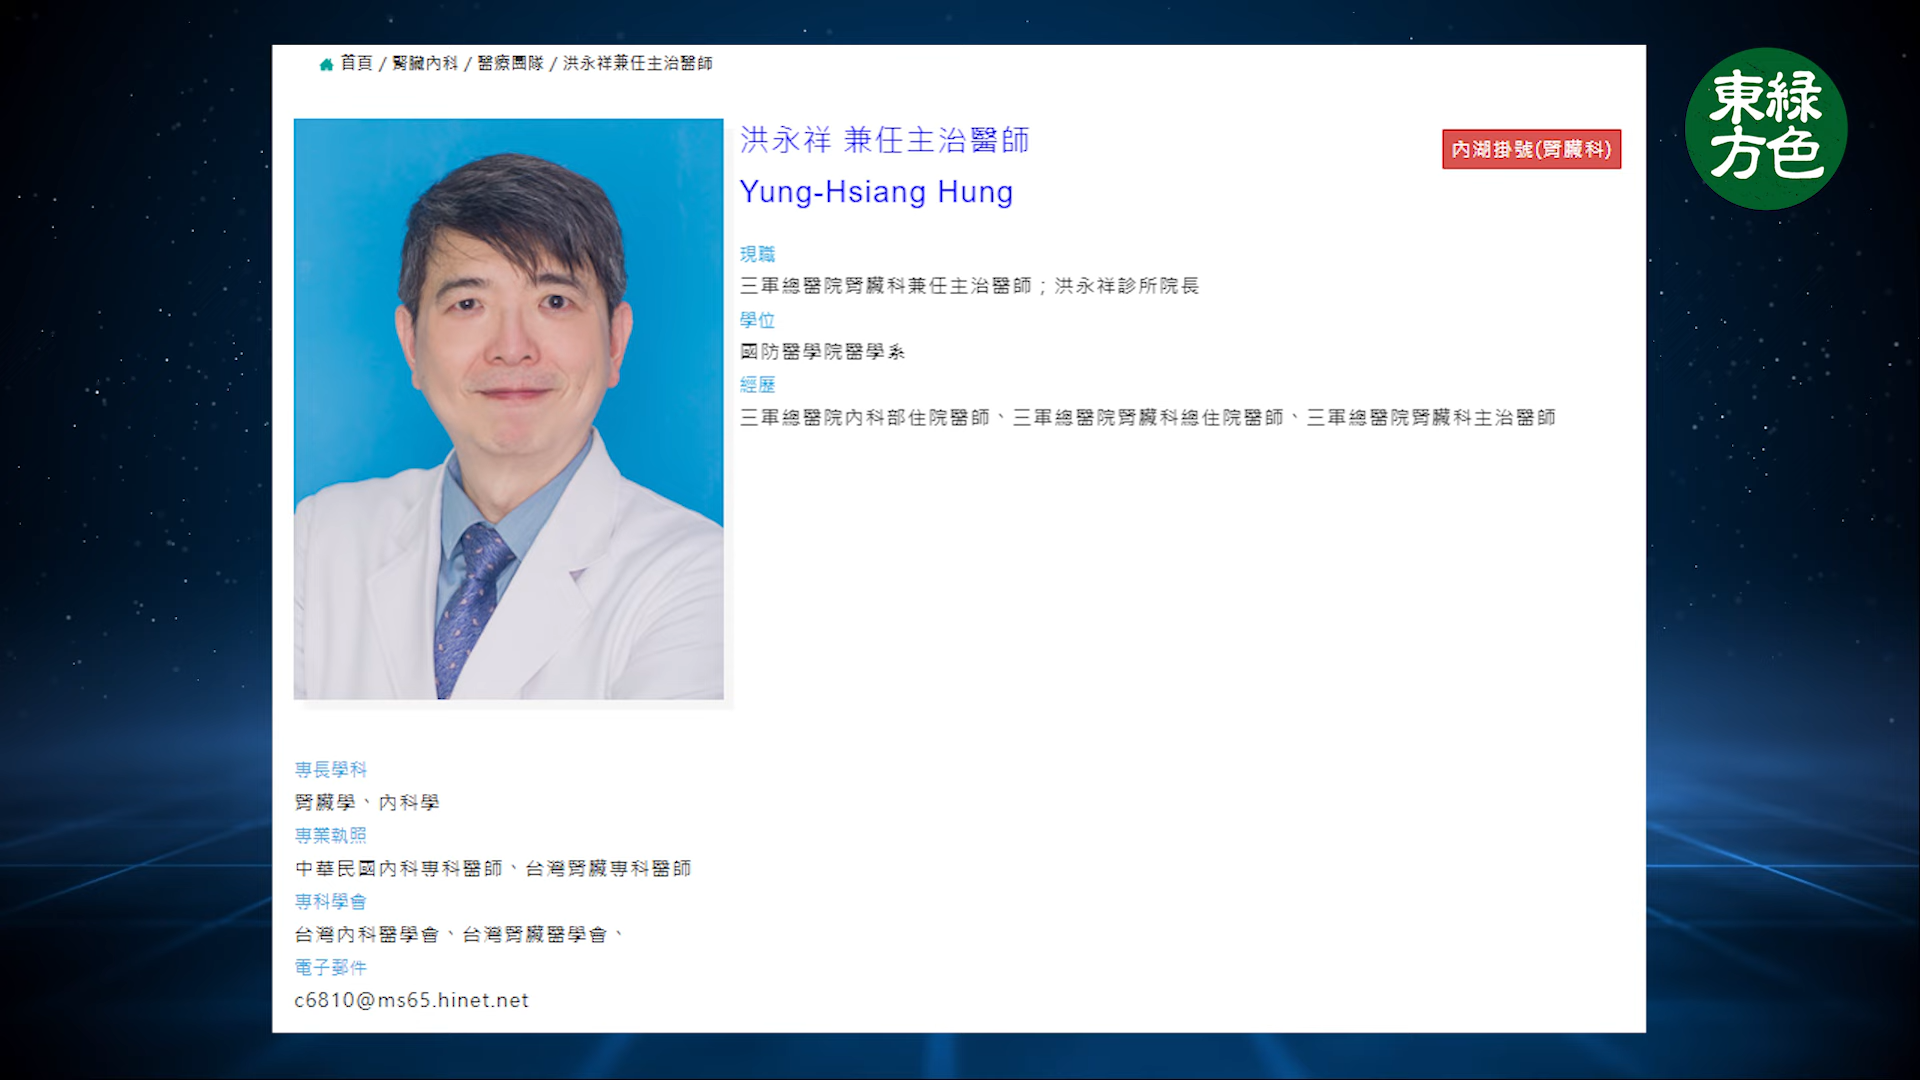 首頁 / 腎臟內科 / 醫療團隊 / 洪永祥兼任主治醫師
洪永祥 兼任主治醫師
內湖掛號(腎臟科)
東緑
方色
Yung-Hsiang Hung
現職
三軍總醫院腎臟科兼任主治醫師；洪永祥診所院長
學位
國防醫學院醫學系
經歷
三軍總醫院內科部住院醫師、三軍總醫院腎臟科總住院醫師、三軍總醫院腎臟科主治醫師
專長學科
腎臟學、內科學
專業執照
中華民國內科專科醫師、台灣腎臟專科醫師
專科學會
台灣內科醫學會、台灣腎臟醫學會、
電子郵件
c6810@ms65.hinet.net